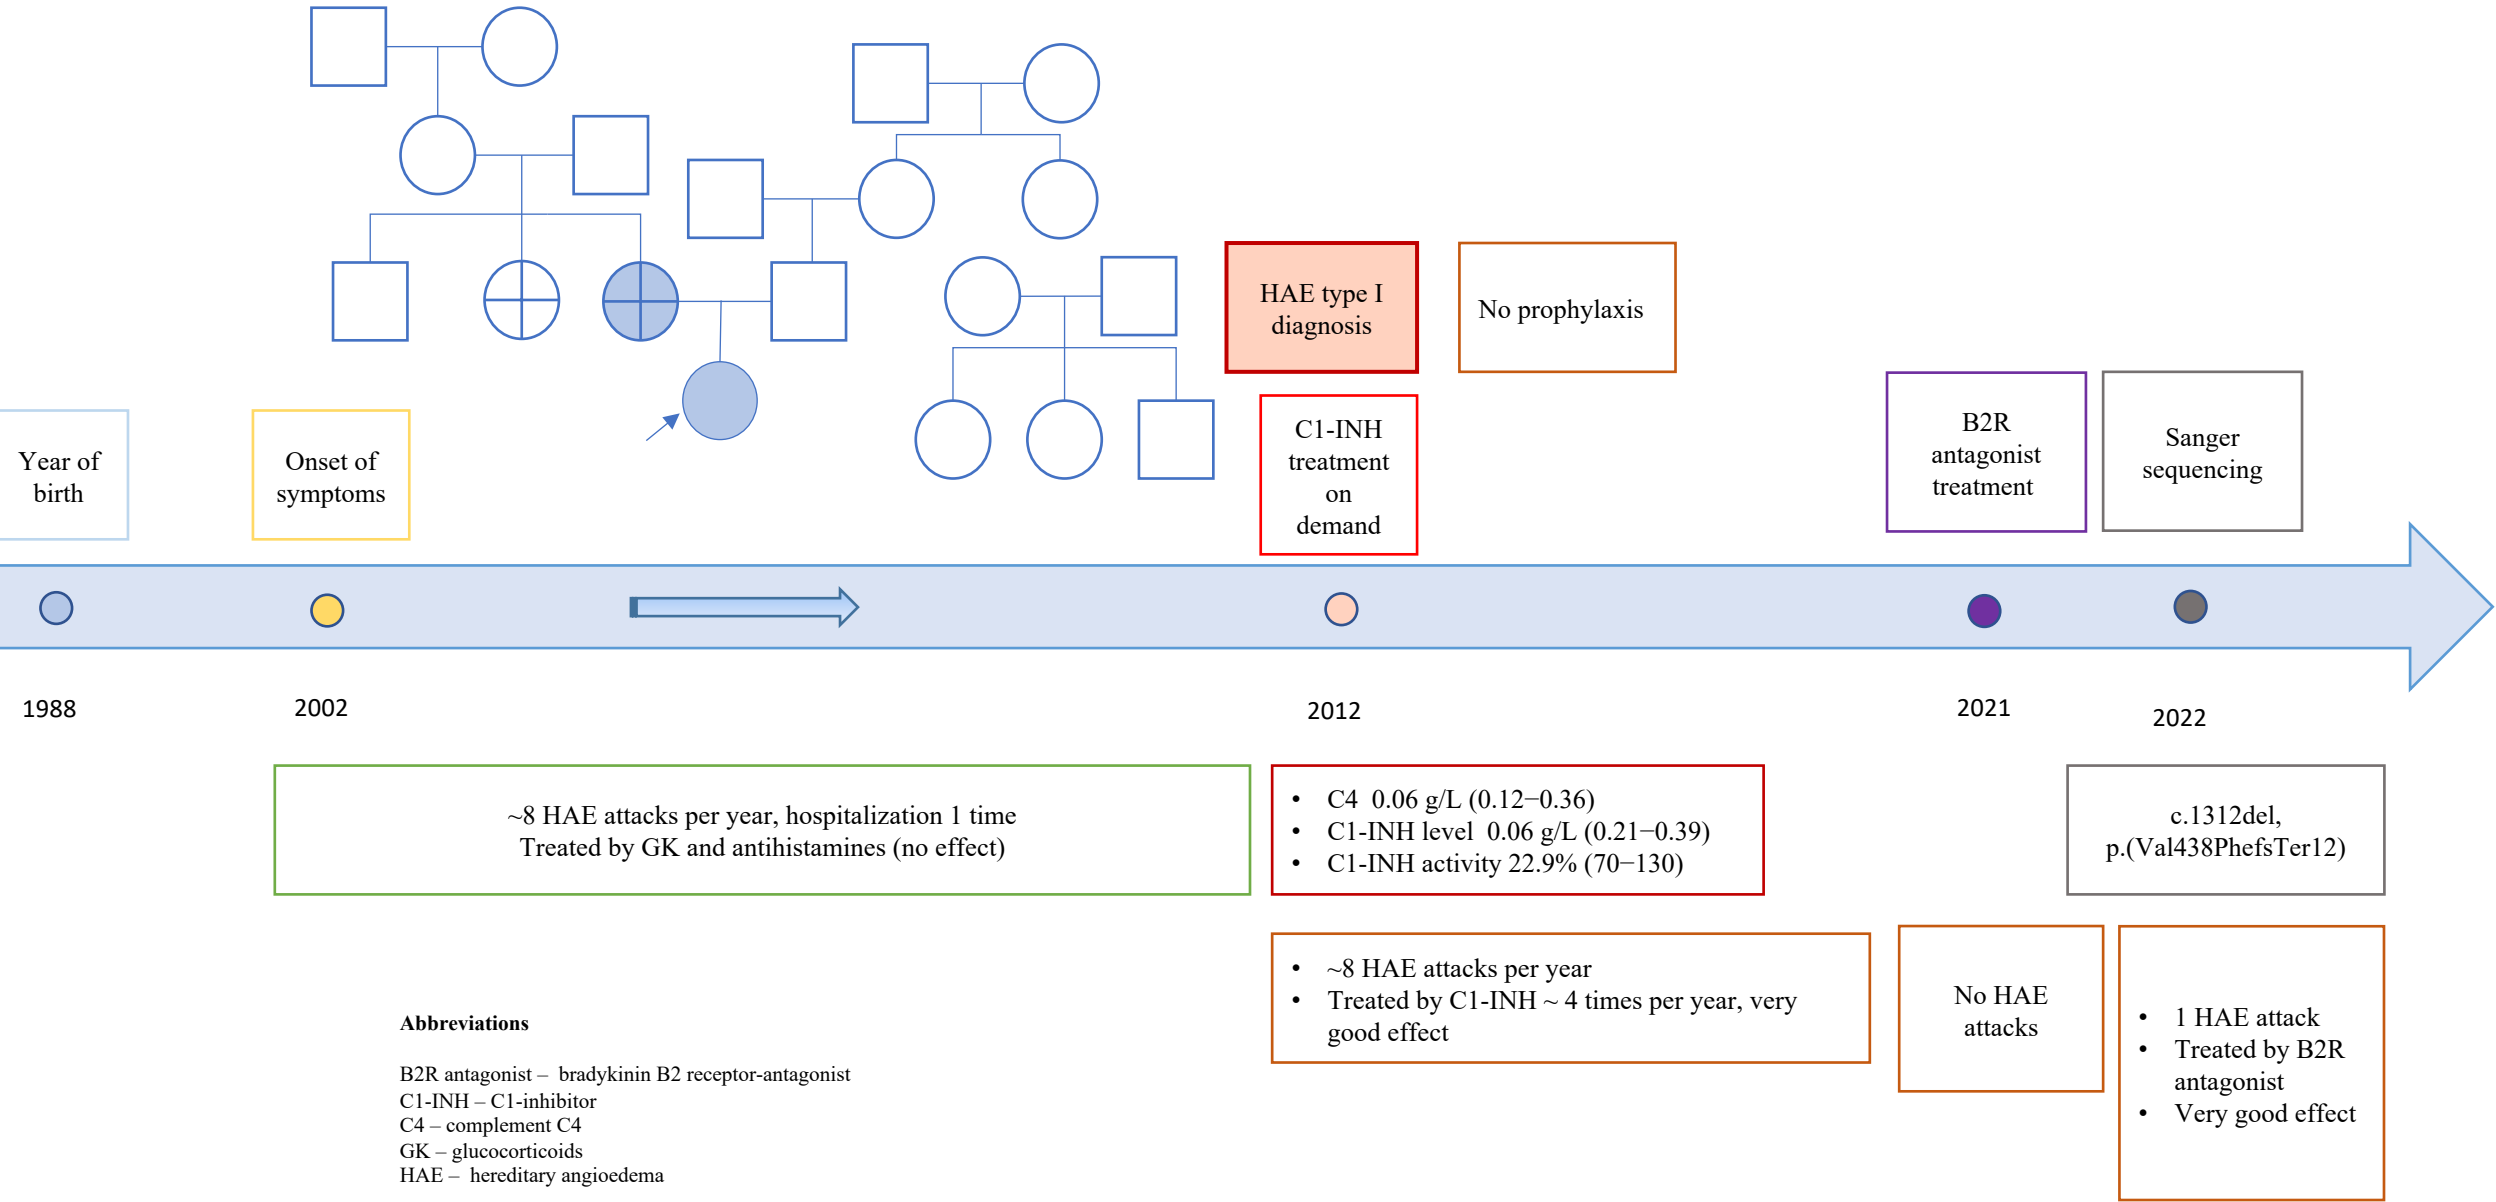 HAE type I
diagnosis
No prophylaxis
Year of
birth
Onset of
symptoms
C1-INH
treatment
on
demand
B2R
antagonist
treatment
Sanger
sequencing
1988
2002
2012
2021
2022
~8 HAE attacks per year, hospitalization 1 time
Treated by GK and antihistamines (no effect)
• C4 0.06 g/L (0.12−0.36)
• C1-INH level 0.06 g/L (0.21−0.39)
• C1-INH activity 22.9% (70−130)
c.1312del,
p.(Val438PhefsTer12)
• ~8 HAE attacks per year
• Treated by C1-INH ~ 4 times per year, very
good effect
No HAE
attacks
• 1 HAE attack
• Treated by B2R
antagonist
• Very good effect
Abbreviations
B2R antagonist – bradykinin B2 receptor-antagonist
C1-INH – C1-inhibitor
C4 – complement C4
GK – glucocorticoids
HAE – hereditary angioedema